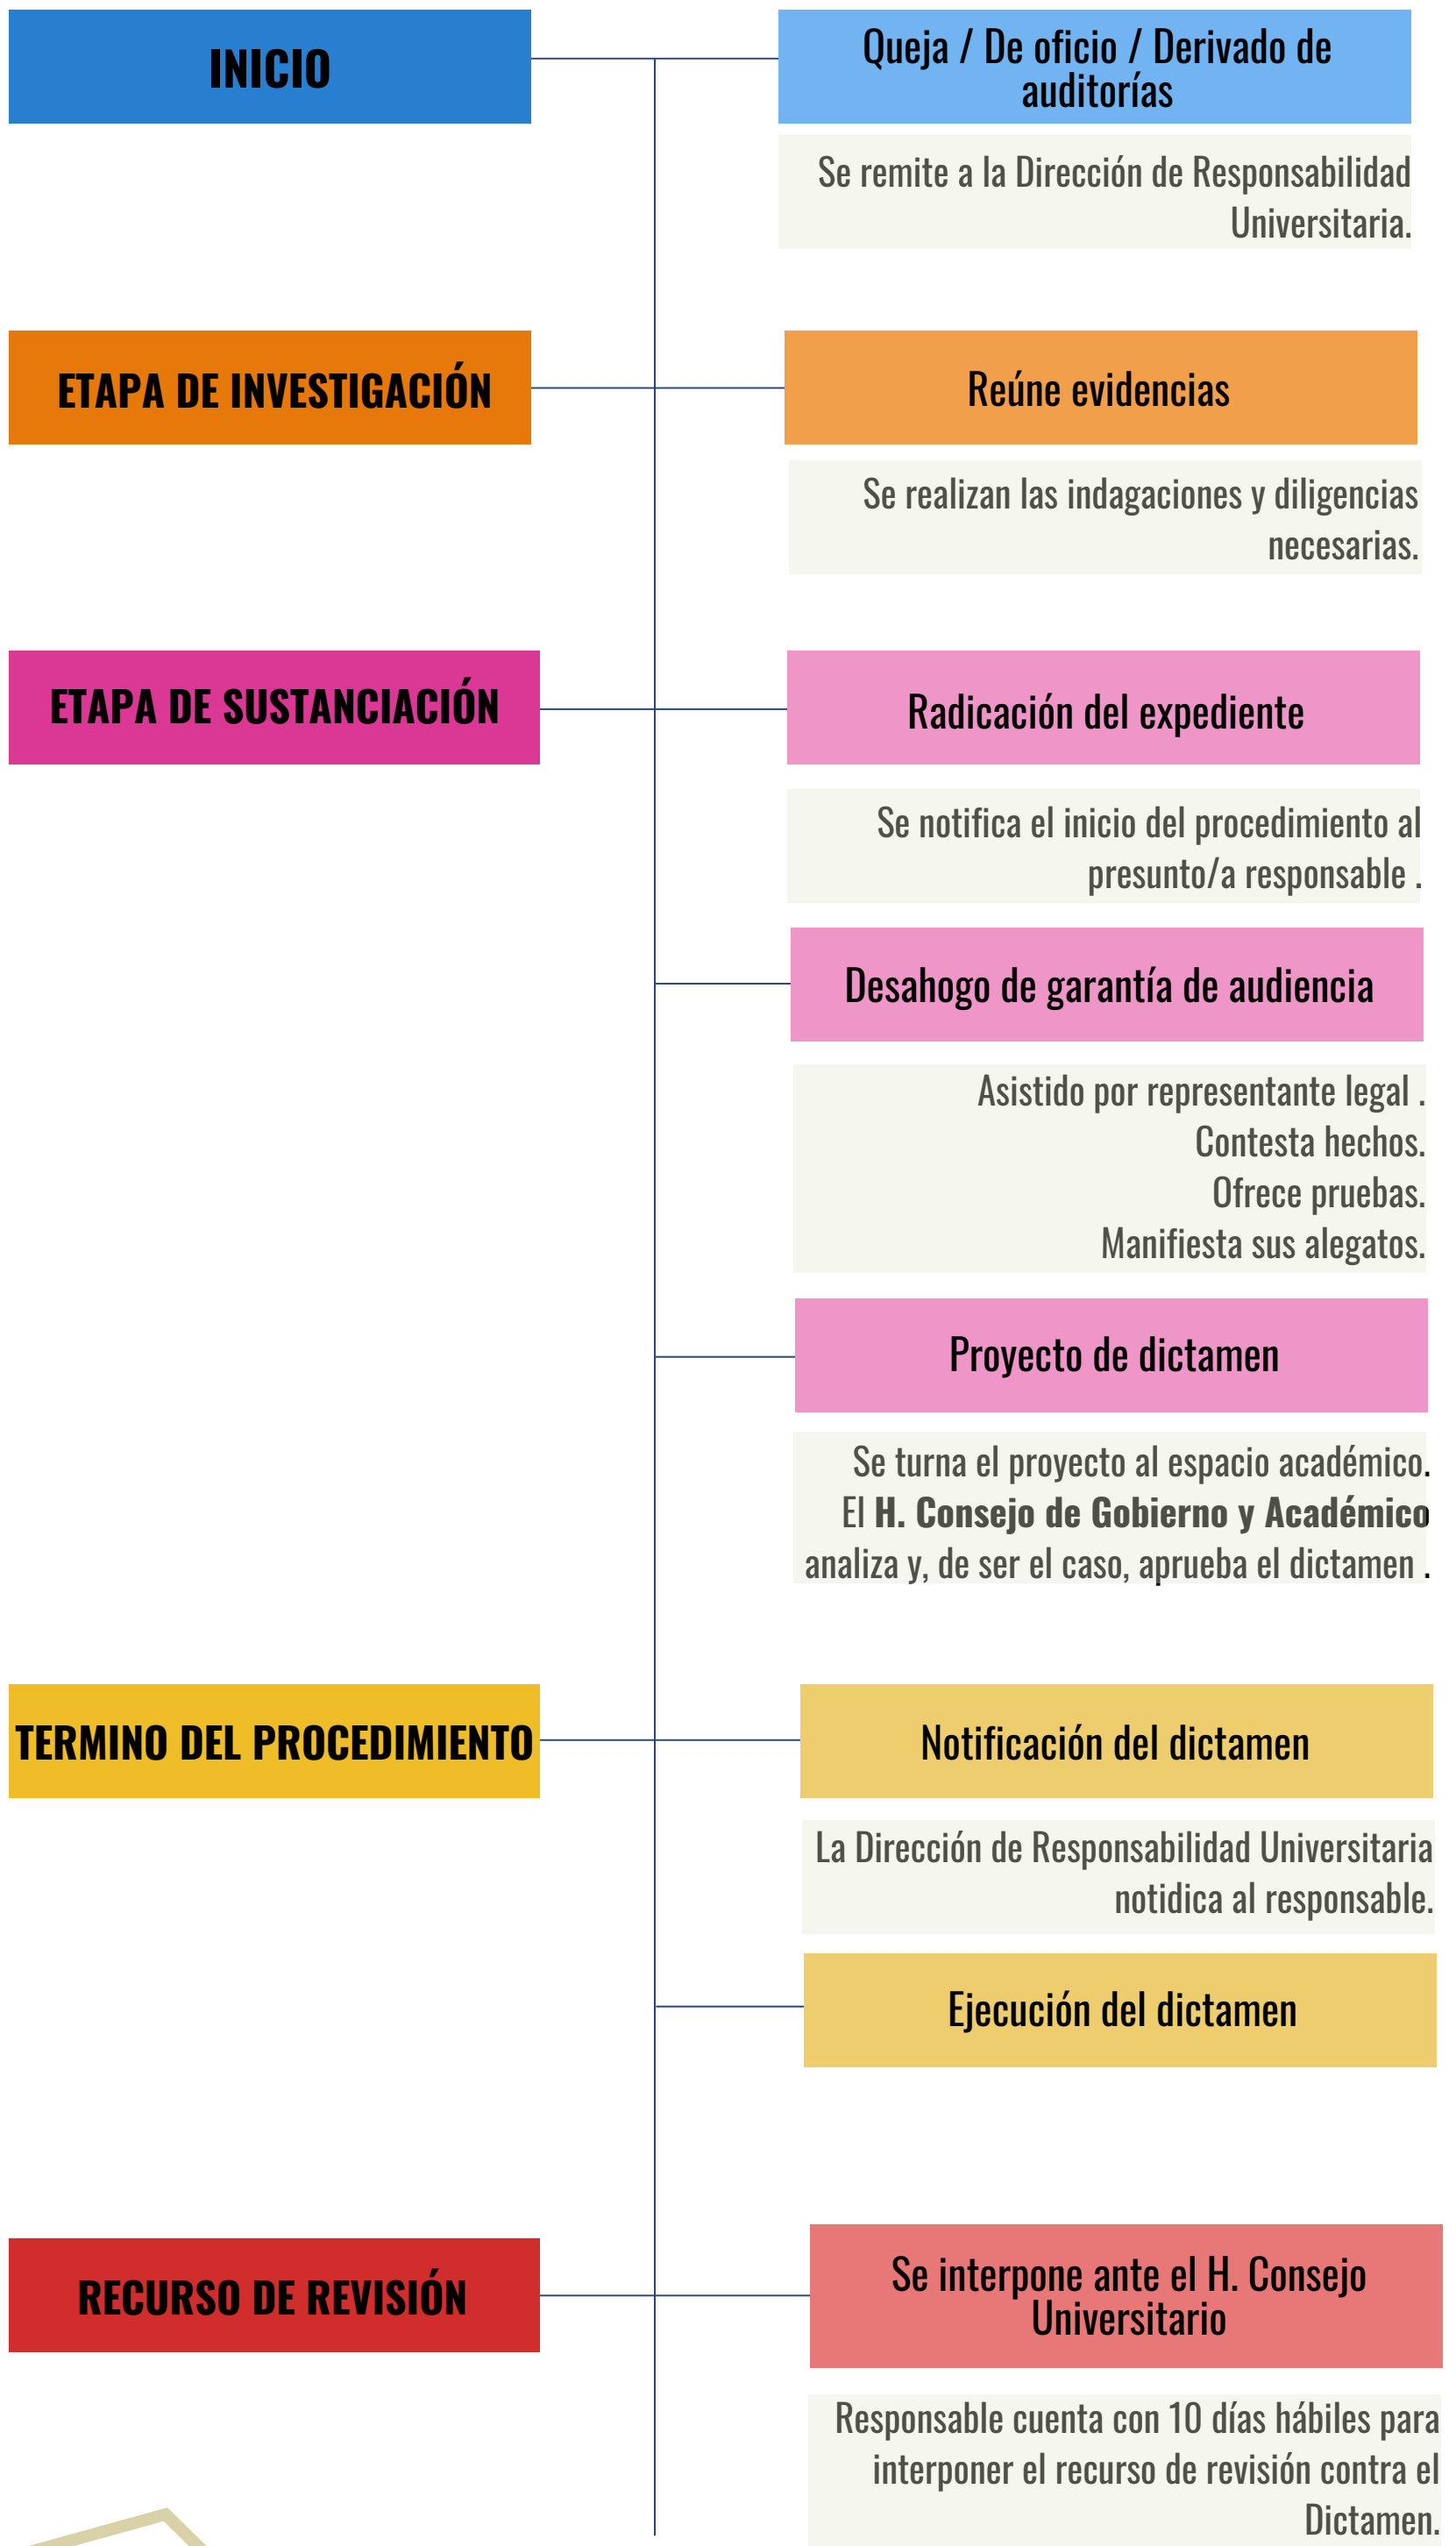 INICIO
Queja / De oficio / Derivado de
auditorías
Se remite a la Dirección de Responsabilidad
Universitaria.
ETAPA DE INVESTIGACIÓN
Reúne evidencias
Se realizan las indagaciones y diligencias
necesarias.
ETAPA DE SUSTANCIACIÓN
Radicación del expediente
Se notifica el inicio del procedimiento al
presunto/a responsable .
Desahogo de garantía de audiencia
Asistido por representante legal .
Contesta hechos.
Ofrece pruebas.
Manifiesta sus alegatos.
Proyecto de dictamen
Se turna el proyecto al espacio académico.
El H. Consejo de Gobierno y Académico
analiza y, de ser el caso, aprueba el dictamen .
TERMINO DEL PROCEDIMIENTO
Notificación del dictamen
La Dirección de Responsabilidad Universitaria
notidica al responsable.
Ejecución del dictamen
RECURSO DE REVISIÓN
Se interpone ante el H. Consejo
Universitario
Responsable cuenta con 10 días hábiles para
interponer el recurso de revisión contra el
Dictamen.